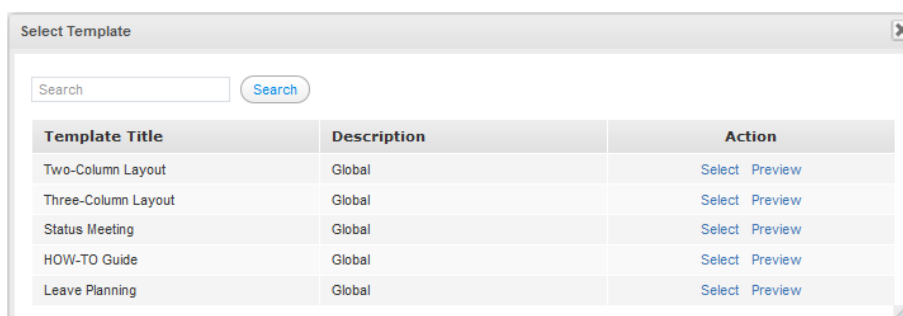 Select Template
Search Search
Template Title Description Action
Two-Column Layout Global Select Preview
Three-Column Layout Global Select Preview
Status Meeting Global Select Preview
HOW-TO Guide Global Select Preview
Leave Planning Global Select Preview